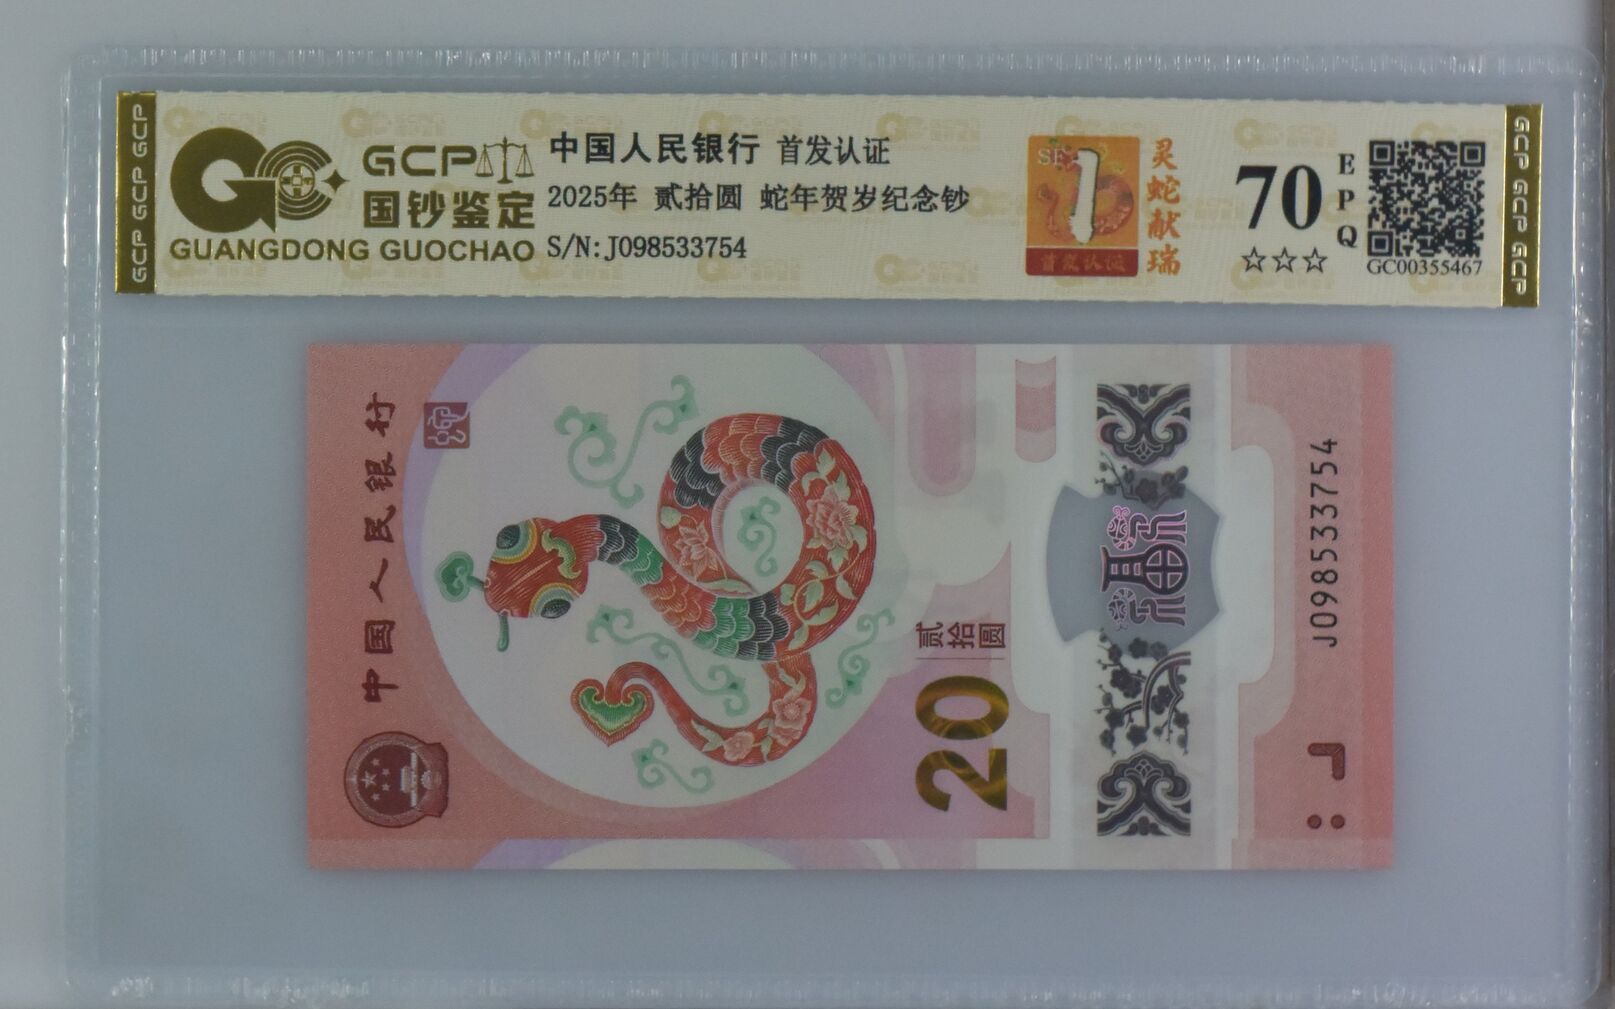 GCP GCP GCP
GCP
国钞鉴定
GUANGDONG GUOCHAO
中国人民银行 首发认证
2025年 贰拾圆 蛇年贺岁纪念钞
S/N:J098533754
1
首发认证
灵蛇献瑞
70
EPQ
☆☆☆
GC00355467
GCP GCP GCP GCP
中国人民银行
贰拾圆
20
J098533754